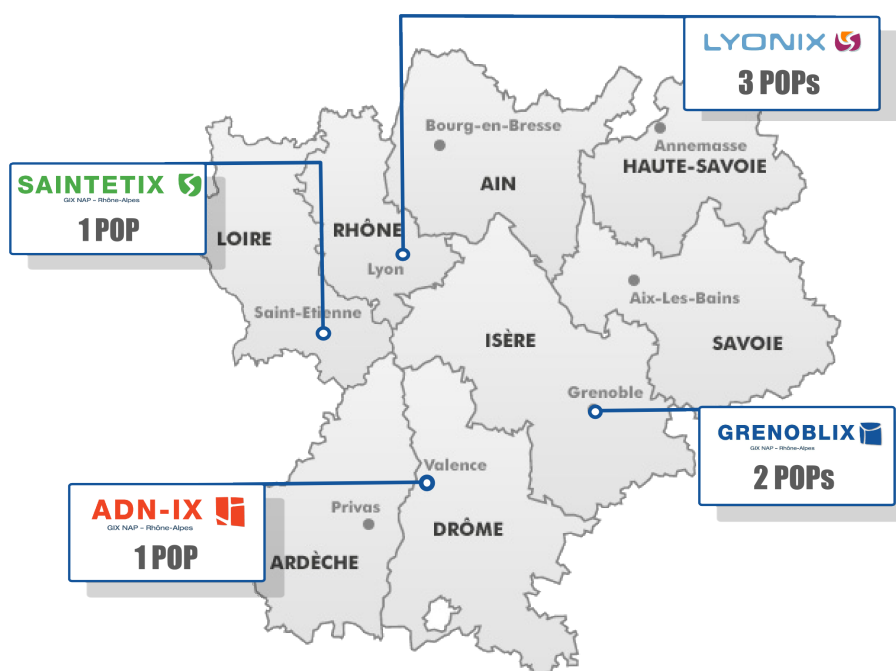 LYONIX
3 POPs
Bourg-en-Bresse
Annemasse
HAUTE-SAVOIE
AIN
SAINTETIX
GIX NAP – Rhône-Alpes
1 POP
LOIRE
RHÔNE
Lyon
Aix-Les-Bains
Saint-Etienne
ISÈRE
SAVOIE
Grenoble
GRENOBLIX
GIX NAP – Rhône-Alpes
2 POPs
Valence
ADN-IX
GIX NAP – Rhône-Alpes
1 POP
Privas
DRÔME
ARDÈCHE